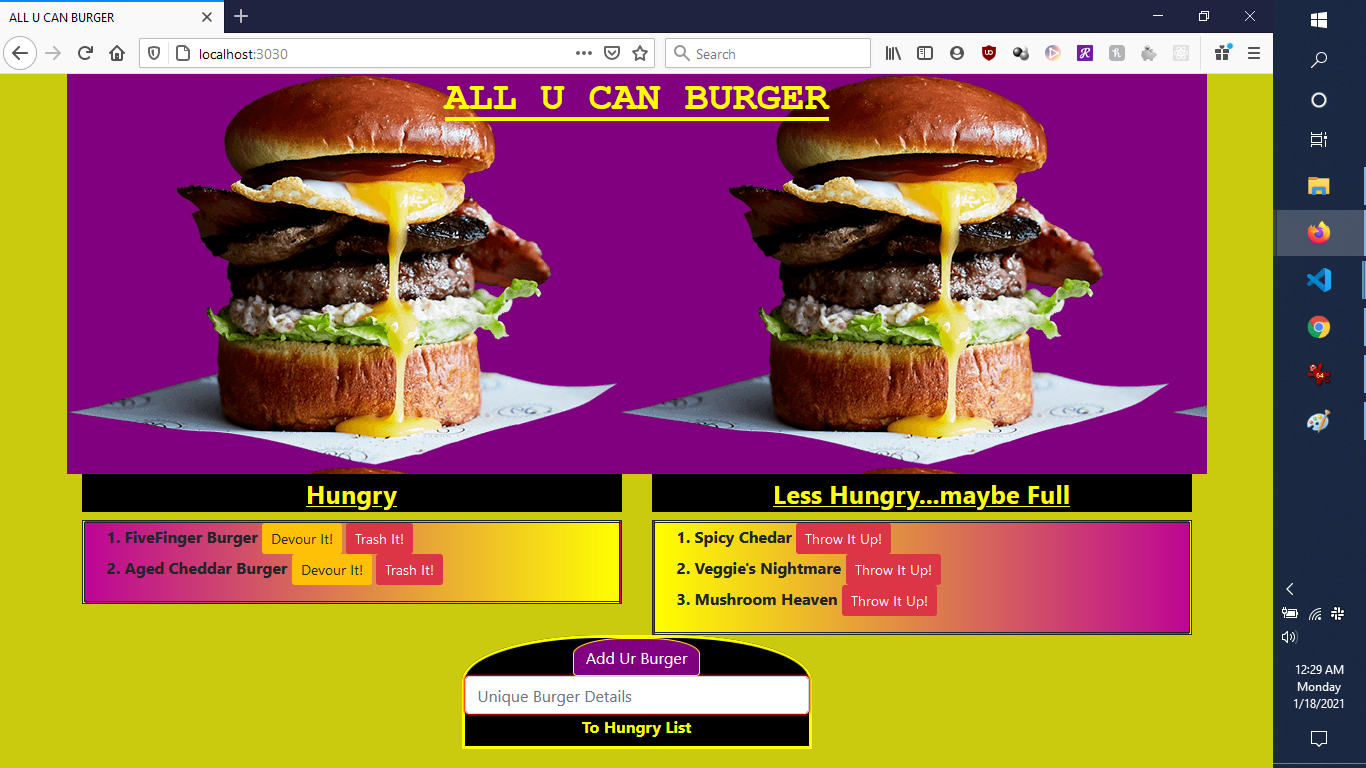 ALL U CAN BURGER
localhost:3030
Search
ALL U CAN BURGER
Hungry
1. FiveFinger Burger Devour It! Trash It!
2. Aged Cheddar Burger Devour It! Trash It!
Less Hungry...maybe Full
1. Spicy Chedar Throw It Up!
2. Veggie's Nightmare Throw It Up!
3. Mushroom Heaven Throw It Up!
Add Ur Burger
Unique Burger Details
To Hungry List
64
12:29 AM
Monday
1/18/2021